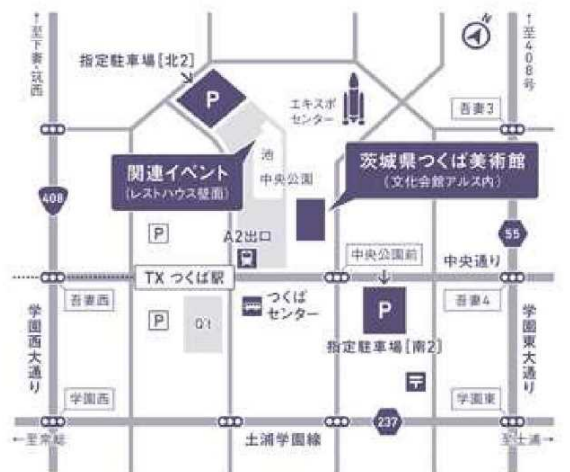 ↑至下妻・筑西
N
↑至408号
指定駐車場[北2]
P
エキスポ
センター
吾妻3
関連イベント
(レストハウス壁面)
池
中央公園
茨城県つくば美術館
(文化会館アルス内)
408
P
A2出口
55
中央公園前
中央通り
TX つくば駅
吾妻西
つくば
センター
吾妻4
P
Q't
P
指定駐車場[南2]
学園西大通り
学園東大通り
〒
学園西
学園東
237
←至常総
土浦学園線
至土浦→